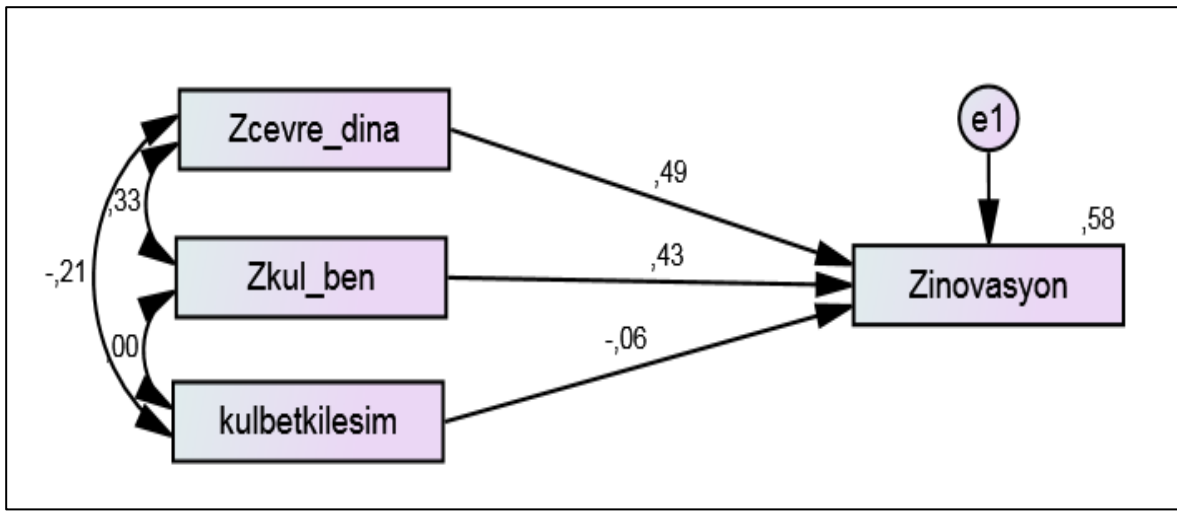 Zcevre_dina
e1
,49
,33
,58
-,21
Zkul_ben
,43
Zinovasyon
,00
-,06
kulbetkilesim